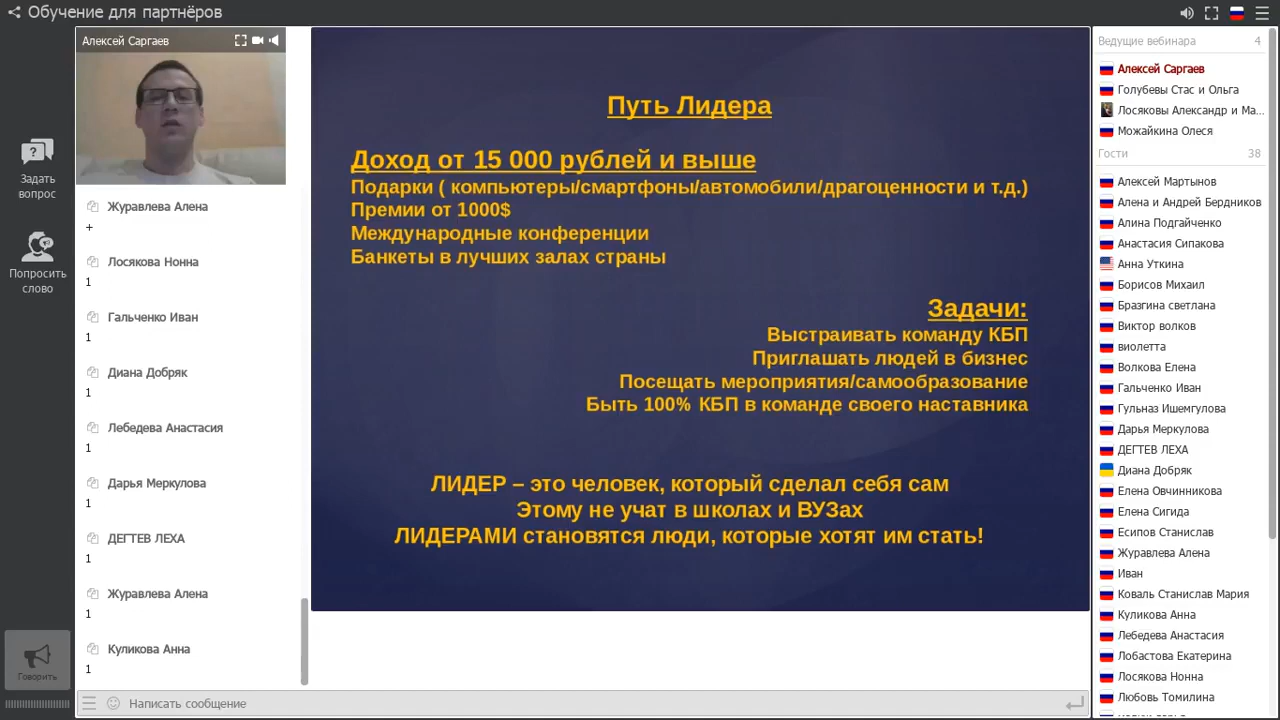 Обучение для партнёров
Алексей Саргаев
Задать
вопрос
Попросить
слово
Говорить
Журавлева Алена
+
Лосякова Нонна
1
Гальченко Иван
1
Диана Добряк
1
Лебедева Анастасия
1
Дарья Меркулова
1
ДЕГТЕВ ЛЕХА
1
Журавлева Алена
1
Куликова Анна
1
Написать сообщение
Путь Лидера
Доход от 15 000 рублей и выше
Подарки ( компьютеры/смартфоны/автомобили/драгоценности и т.д.)
Премии от 1000$
Международные конференции
Банкеты в лучших залах страны
Задачи:
Выстраивать команду КБП
Приглашать людей в бизнес
Посещать мероприятия/самообразование
Быть 100% КБП в команде своего наставника
ЛИДЕР – это человек, который сделал себя сам
Этому не учат в школах и ВУЗах
ЛИДЕРАМИ становятся люди, которые хотят им стать!
Ведущие вебинара 4
Алексей Саргаев
Голубевы Стас и Ольга
Лосяковы Александр и Ма...
Можайкина Олеся
Гости 38
Алексей Мартынов
Алена и Андрей Бердников
Алина Подгайченко
Анастасия Сипакова
Анна Уткина
Борисов Михаил
Бразгина светлана
Виктор волков
виолетта
Волкова Елена
Гальченко Иван
Гульназ Ишемгулова
Дарья Меркулова
ДЕГТЕВ ЛЕХА
Диана Добряк
Елена Овчинникова
Елена Сигида
Есипов Станислав
Журавлева Алена
Иван
Коваль Станислав Мария
Куликова Анна
Лебедева Анастасия
Лобастова Екатерина
Лосякова Нонна
Любовь Томилина